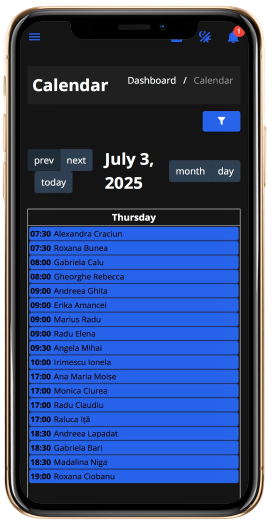 1
Calendar
Dashboard / Calendar
prev next
today
July 3,
2025
month day
Thursday
07:30 Alexandra Craciun
07:30 Roxana Bunea
08:00 Gabriela Calu
08:00 Gheorghe Rebecca
09:00 Andreea Ghita
09:00 Erika Amancei
09:00 Marius Radu
09:00 Radu Elena
09:30 Angela Mihai
10:00 Irimescu Ionela
17:00 Ana Maria Moise
17:00 Monica Ciurea
17:00 Radu Claudiu
17:00 Raluca Iță
18:30 Andreea Lapadat
18:30 Gabriela Bari
18:30 Madalina Niga
19:00 Roxana Ciobanu